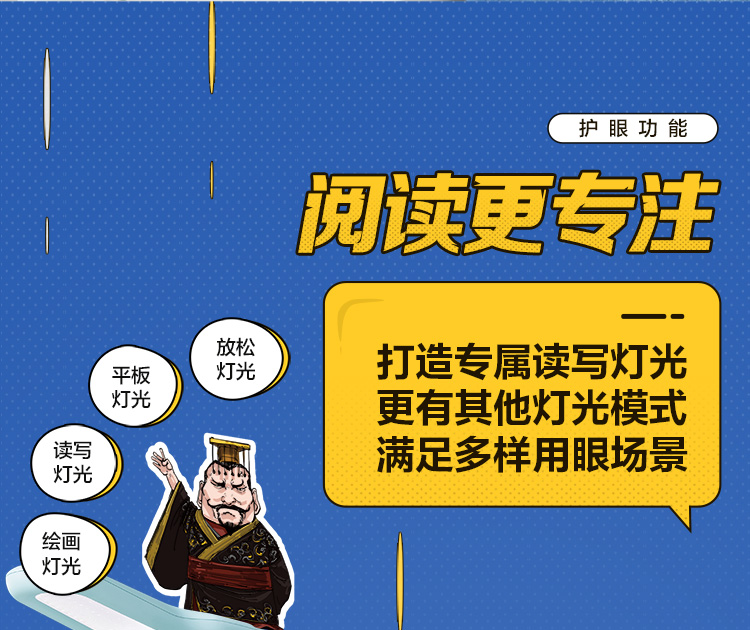 护眼功能
阅读更专注
打造专属读写灯光
更有其他灯光模式
满足多样用眼场景
放松
灯光
平板
灯光
读写
灯光
绘画
灯光